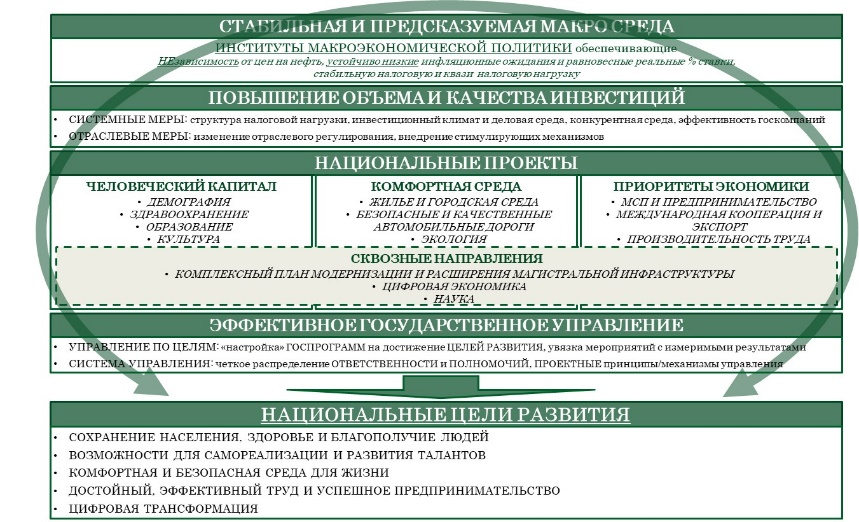 СТАБИЛЬНАЯ И ПРЕДСКАЗУЕМАЯ МАКРО СРЕДА
ИНСТИТУТЫ МАКРОЭКОНОМИЧЕСКОЙ ПОЛИТИКИ обеспечивающие
НЕзависимость от цен на нефть, устойчиво низкие инфляционные ожидания и равновесные реальные % ставки,
стабильную налоговую и квази налоговую нагрузку
ПОВЫШЕНИЕ ОБЪЕМА И КАЧЕСТВА ИНВЕСТИЦИЙ
• СИСТЕМНЫЕ МЕРЫ: структура налоговой нагрузки, инвестиционный климат и деловая среда, конкурентная среда, эффективность госкомпаний
• ОТРАСЛЕВЫЕ МЕРЫ: изменение отраслевого регулирования, внедрение стимулирующих механизмов
НАЦИОНАЛЬНЫЕ ПРОЕКТЫ
ЧЕЛОВЕЧЕСКИЙ КАПИТАЛ
• ДЕМОГРАФИЯ
• ЗДРАВООХРАНЕНИЕ
• ОБРАЗОВАНИЕ
• КУЛЬТУРА
КОМФОРТНАЯ СРЕДА
• ЖИЛЬЕ И ГОРОДСКАЯ СРЕДА
• БЕЗОПАСНЫЕ И КАЧЕСТВЕННЫЕ
АВТОМОБИЛЬНЫЕ ДОРОГИ
• ЭКОЛОГИЯ
ПРИОРИТЕТЫ ЭКОНОМИКИ
• МСП И ПРЕДПРИНИМАТЕЛЬСТВО
• МЕЖДУНАРОДНАЯ КООПЕРАЦИЯ И
ЭКСПОРТ
• ПРОИЗВОДИТЕЛЬНОСТЬ ТРУДА
СКВОЗНЫЕ НАПРАВЛЕНИЯ
• КОМПЛЕКСНЫЙ ПЛАН МОДЕРНИЗАЦИИ И РАСШИРЕНИЯ МАГИСТРАЛЬНОЙ ИНФРАСТРУКТУРЫ
• ЦИФРОВАЯ ЭКОНОМИКА
• НАУКА
ЭФФЕКТИВНОЕ ГОСУДАРСТВЕННОЕ УПРАВЛЕНИЕ
• УПРАВЛЕНИЕ ПО ЦЕЛЯМ: «настройка» ГОСПРОГРАММ на достижение ЦЕЛЕЙ РАЗВИТИЯ, увязка мероприятий с измеримыми результатами
• СИСТЕМА УПРАВЛЕНИЯ: четкое распределение ОТВЕТСТВЕННОСТИ и ПОЛНОМОЧИЙ, ПРОЕКТНЫЕ принципы/механизмы управления
НАЦИОНАЛЬНЫЕ ЦЕЛИ РАЗВИТИЯ
• СОХРАНЕНИЕ НАСЕЛЕНИЯ, ЗДОРОВЬЕ И БЛАГОПОЛУЧИЕ ЛЮДЕЙ
• ВОЗМОЖНОСТИ ДЛЯ САМОРЕАЛИЗАЦИИ И РАЗВИТИЯ ТАЛАНТОВ
• КОМФОРТНАЯ И БЕЗОПАСНАЯ СРЕДА ДЛЯ ЖИЗНИ
• ДОСТОЙНЫЙ, ЭФФЕКТИВНЫЙ ТРУД И УСПЕШНОЕ ПРЕДПРИНИМАТЕЛЬСТВО
• ЦИФРОВАЯ ТРАНСФОРМАЦИЯ